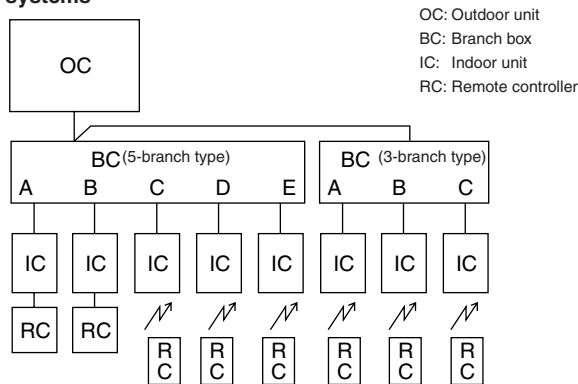 systems
OC: Outdoor unit
BC: Branch box
IC: Indoor unit
RC: Remote controller
OC
BC (5-branch type)
A B C D E
BC (3-branch type)
A B C
IC IC IC IC IC IC IC IC
RC RC
R R R R R R
C C C C C C